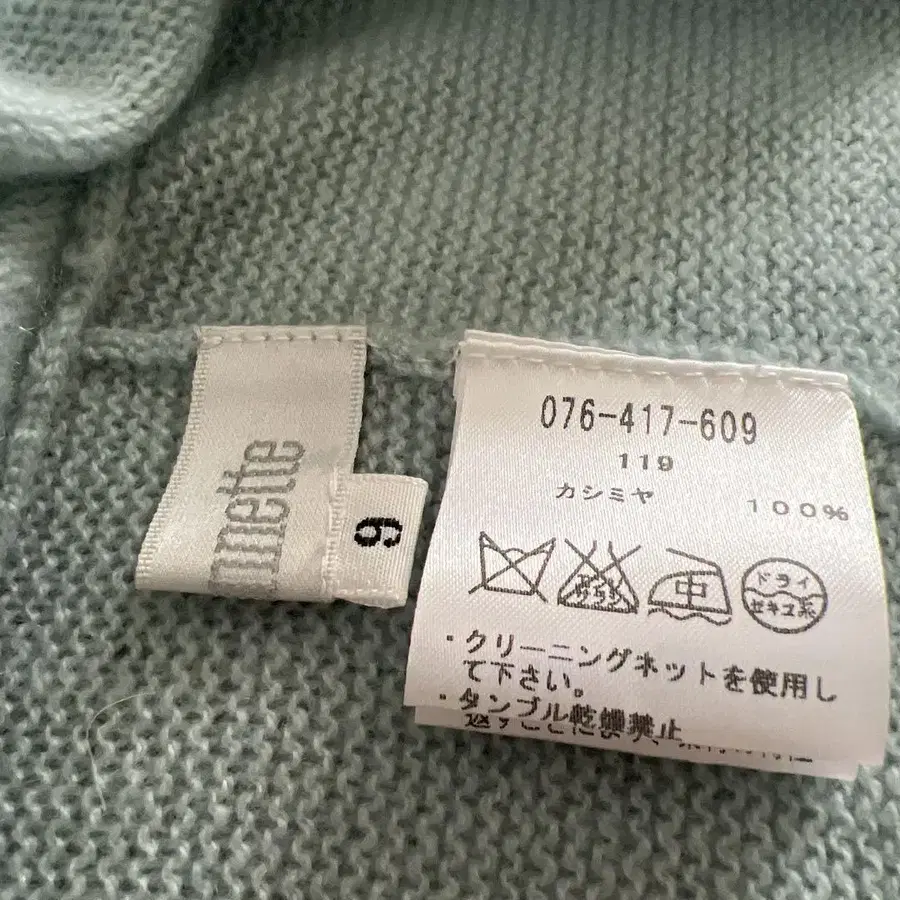 nnette
9
076-417-609
119
カシミヤ 100%
中
ドライ
セキユ系
・クリーニングネットを使用し
て下さい。
・タンブル乾燥禁止